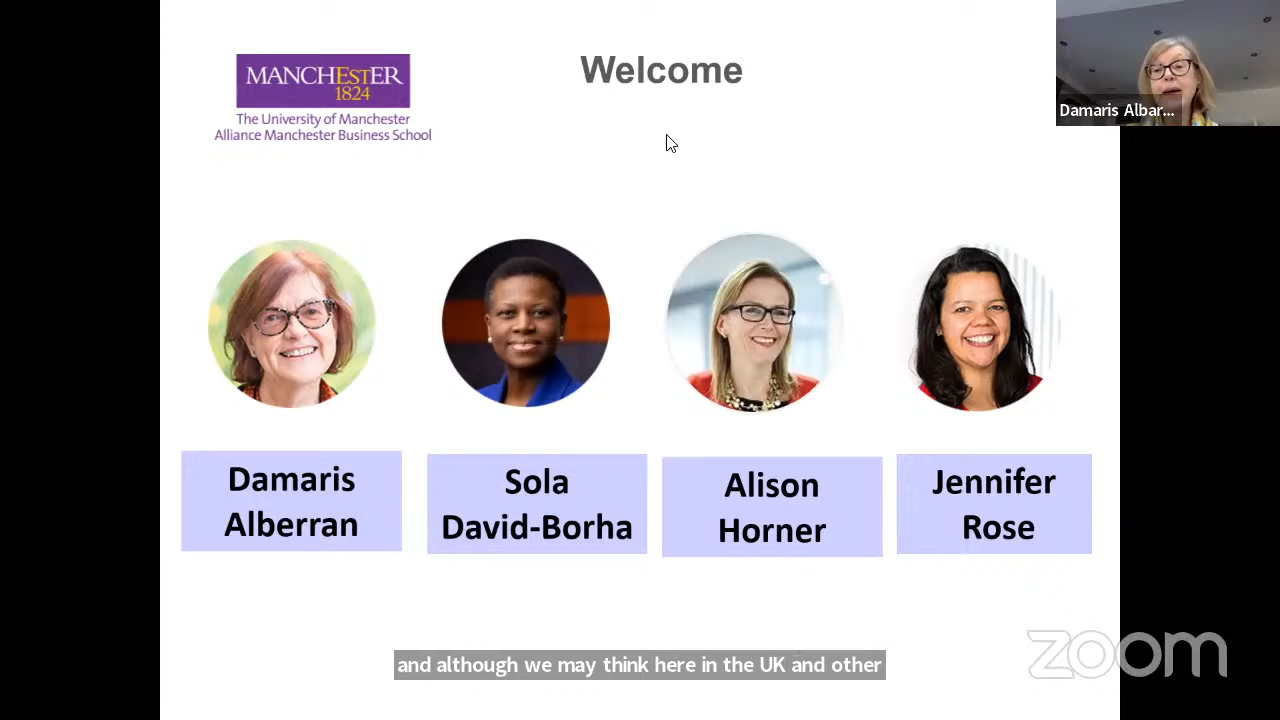 MANCHESTER
1824
The University of Manchester
Alliance Manchester Business School
Welcome
Damaris Albar...
Damaris
Alberran
Sola
David-Borha
Alison
Horner
Jennifer
Rose
and although we may think here in the UK and other
zoom